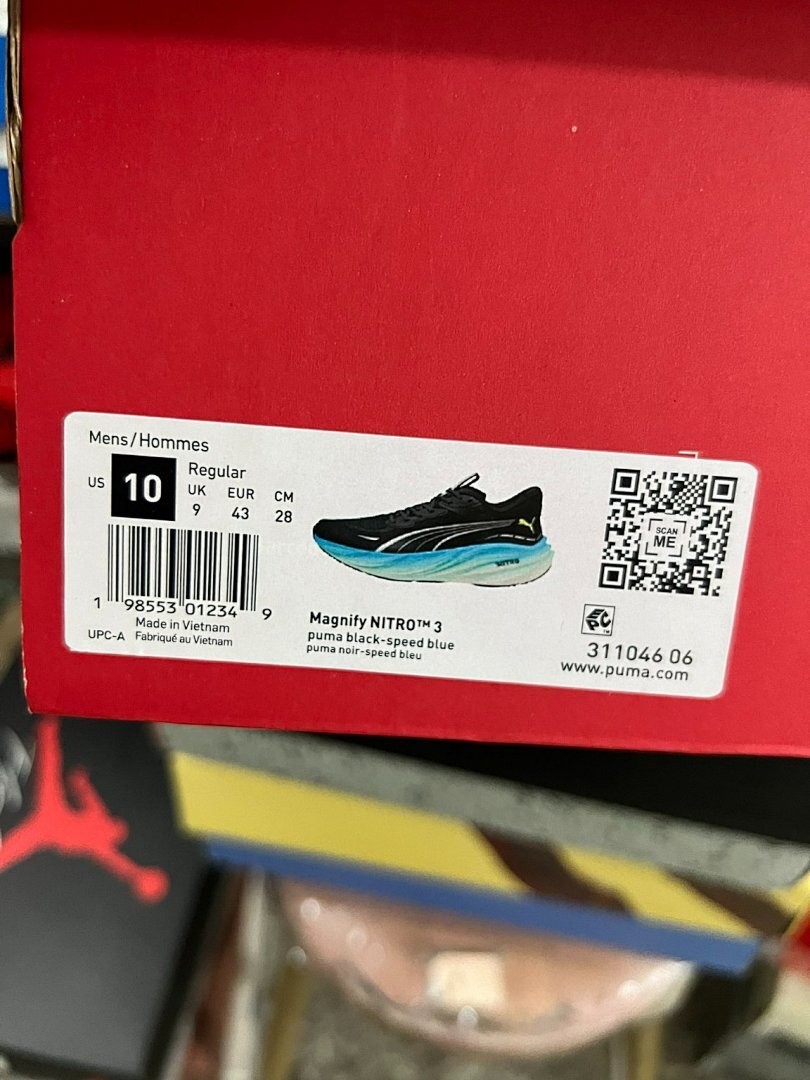 Mens/Hommes
US 10
Regular
UK EUR CM
9 43 28
1 98553 01234 9
UPC-A
Made in Vietnam
Fabriqué au Vietnam
NITRO
Magnify NITRO™ 3
puma black-speed blue
puma noir-speed bleu
SCAN
ME
EPC™
311046 06
www.puma.com